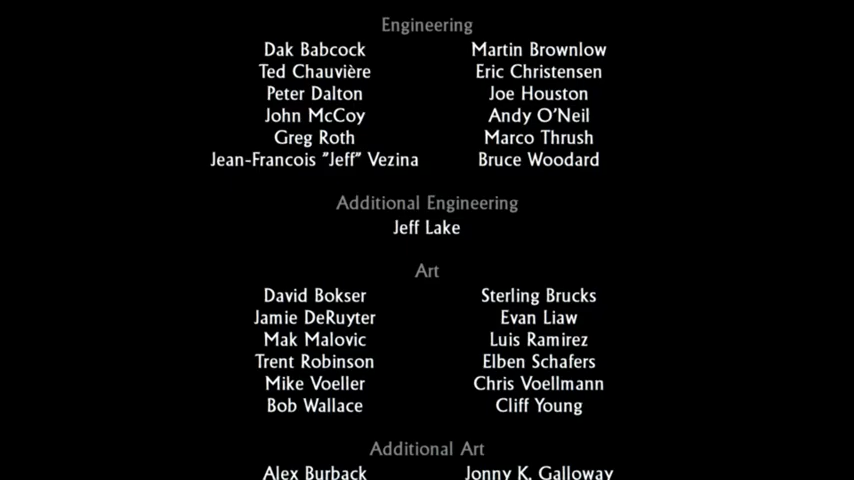 Engineering
Dak Babcock Martin Brownlow
Ted Chauvière Eric Christensen
Peter Dalton Joe Houston
John McCoy Andy O'Neil
Greg Roth Marco Thrush
Jean-Francois "Jeff" Vezina Bruce Woodard
Additional Engineering
Jeff Lake
Art
David Bokser Sterling Brucks
Jamie DeRuyter Evan Liaw
Mak Malovic Luis Ramirez
Trent Robinson Elben Schafers
Mike Voeller Chris Voellmann
Bob Wallace Cliff Young
Additional Art
Alex Burback Jonny K. Galloway